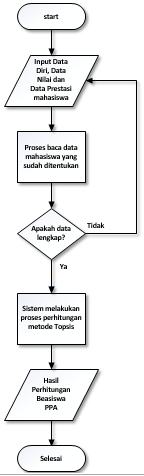 start
Input Data
Diri, Data
Nilai dan
Data Prestasi
mahasiswa
Proses baca data
mahasiswa yang
sudah ditentukan
Apakah data
lengkap?
Tidak
Ya
Sistem melakukan
proses perhitungan
metode Topsis
Hasil
Perhitungan
Beasiswa
PPA
Selesai